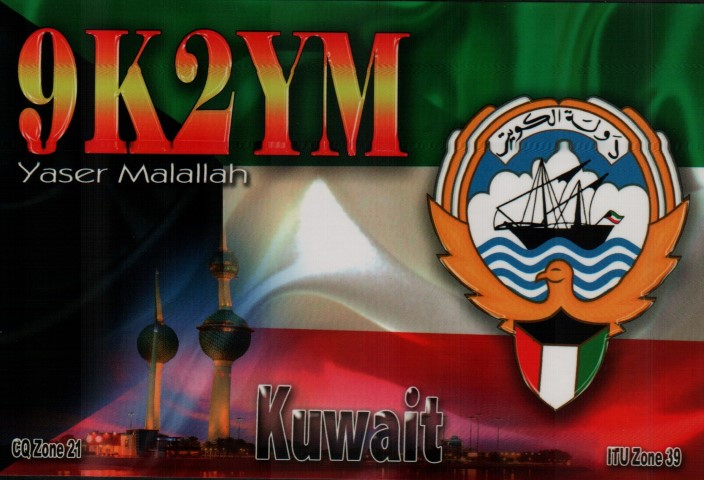 9K2YM
Yaser Malallah
دولة الكويت
Kuwait
CQ Zone 21
ITU Zone 39